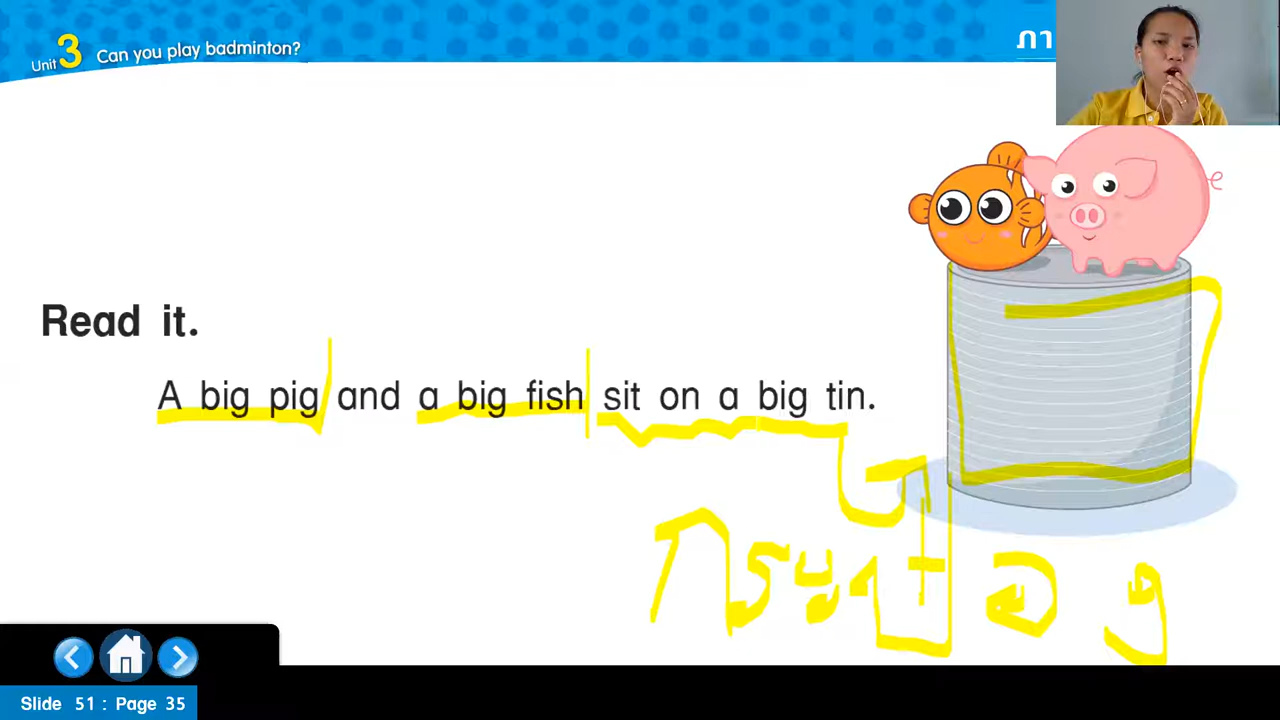 Unit 3 Can you play badminton?
ภา
Read it.
A big pig and a big fish sit on a big tin.
กระป๋อง
Slide 51 : Page 35